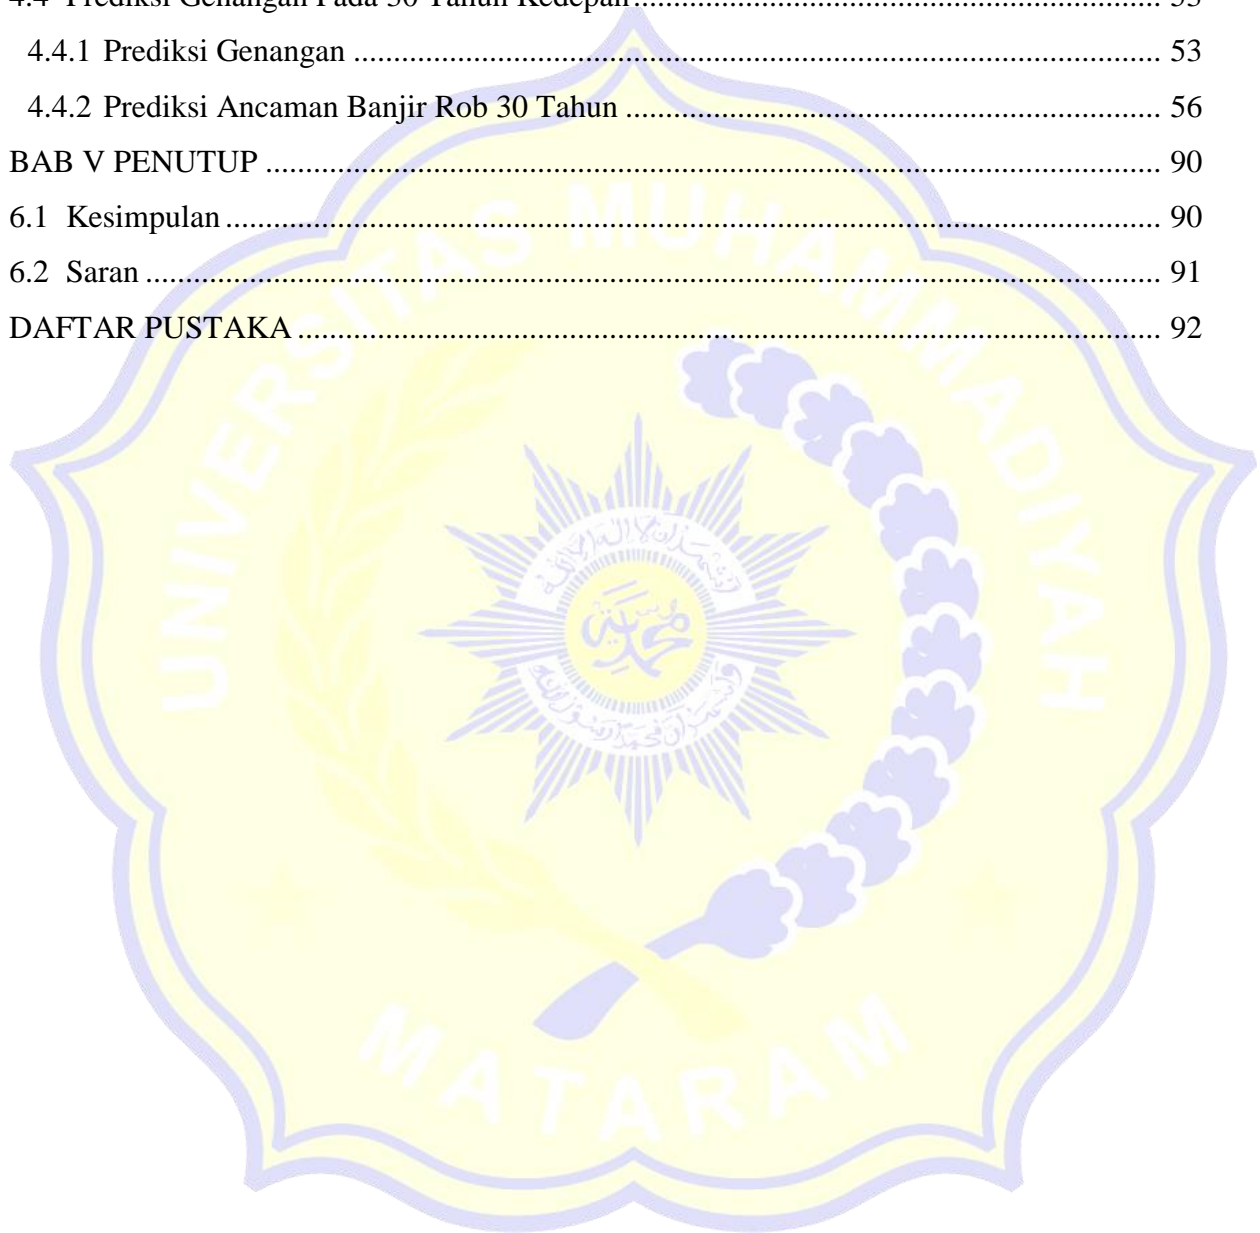 4.4 Prediksi Genangan Pada 30 Tahun Kedepan.................................................................. 53
4.4.1 Prediksi Genangan .................................................................................................... 53
4.4.2 Prediksi Ancaman Banjir Rob 30 Tahun ................................................................... 56
BAB V PENUTUP ................................................................................................................ 90
6.1 Kesimpulan ..................................................................................................................... 90
6.2 Saran ............................................................................................................................... 91
DAFTAR PUSTAKA ............................................................................................................ 92
UNIVERSITAS MUHAMMADIYAH
MATARAM